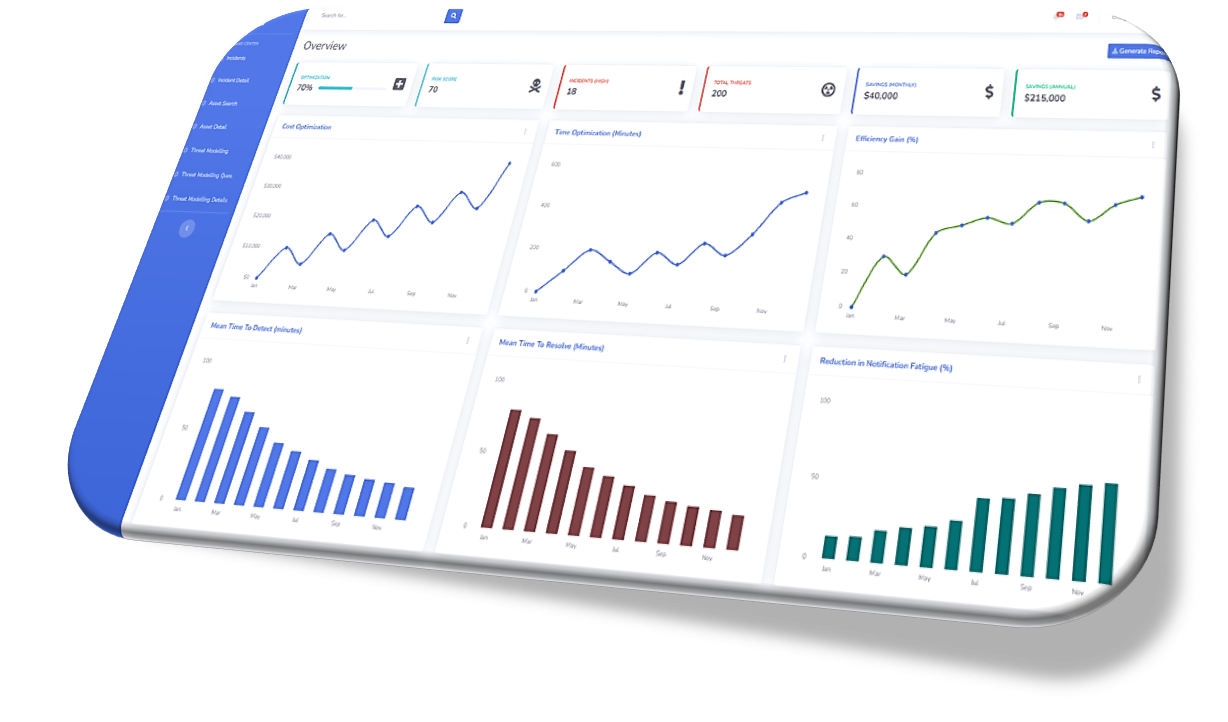 Search for...
Overview
Generate
OPTIMIZATION
70%
RISK SCORE
70
INCIDENTS (HIGH)
18
TOTAL THREATS
200
SAVINGS (MONTHLY)
$40,000
SAVINGS (ANNUAL)
$215,000
Incidents
Incident Detail
Asset Search
Asset Detail
Threat Modelling
Threat Modelling Ques
Threat Modelling Details
Cost Optimization
$40,000
$30,000
$20,000
$10,000
$0
Jan Mar May Jul Sep Nov
Time Optimization (Minutes)
600
400
200
0
Jan Mar May Jul Sep Nov
Efficiency Gain (%)
80
60
40
20
0
Jan Mar May Jul Sep Nov
Mean Time To Detect (minutes)
100
50
0
Jan Mar May Jul Sep Nov
Mean Time To Resolve (Minutes)
100
50
0
Jan Mar May Jul Sep Nov
Reduction in Notification Fatigue (%)
100
50
0
Jan Mar May Jul Sep Nov